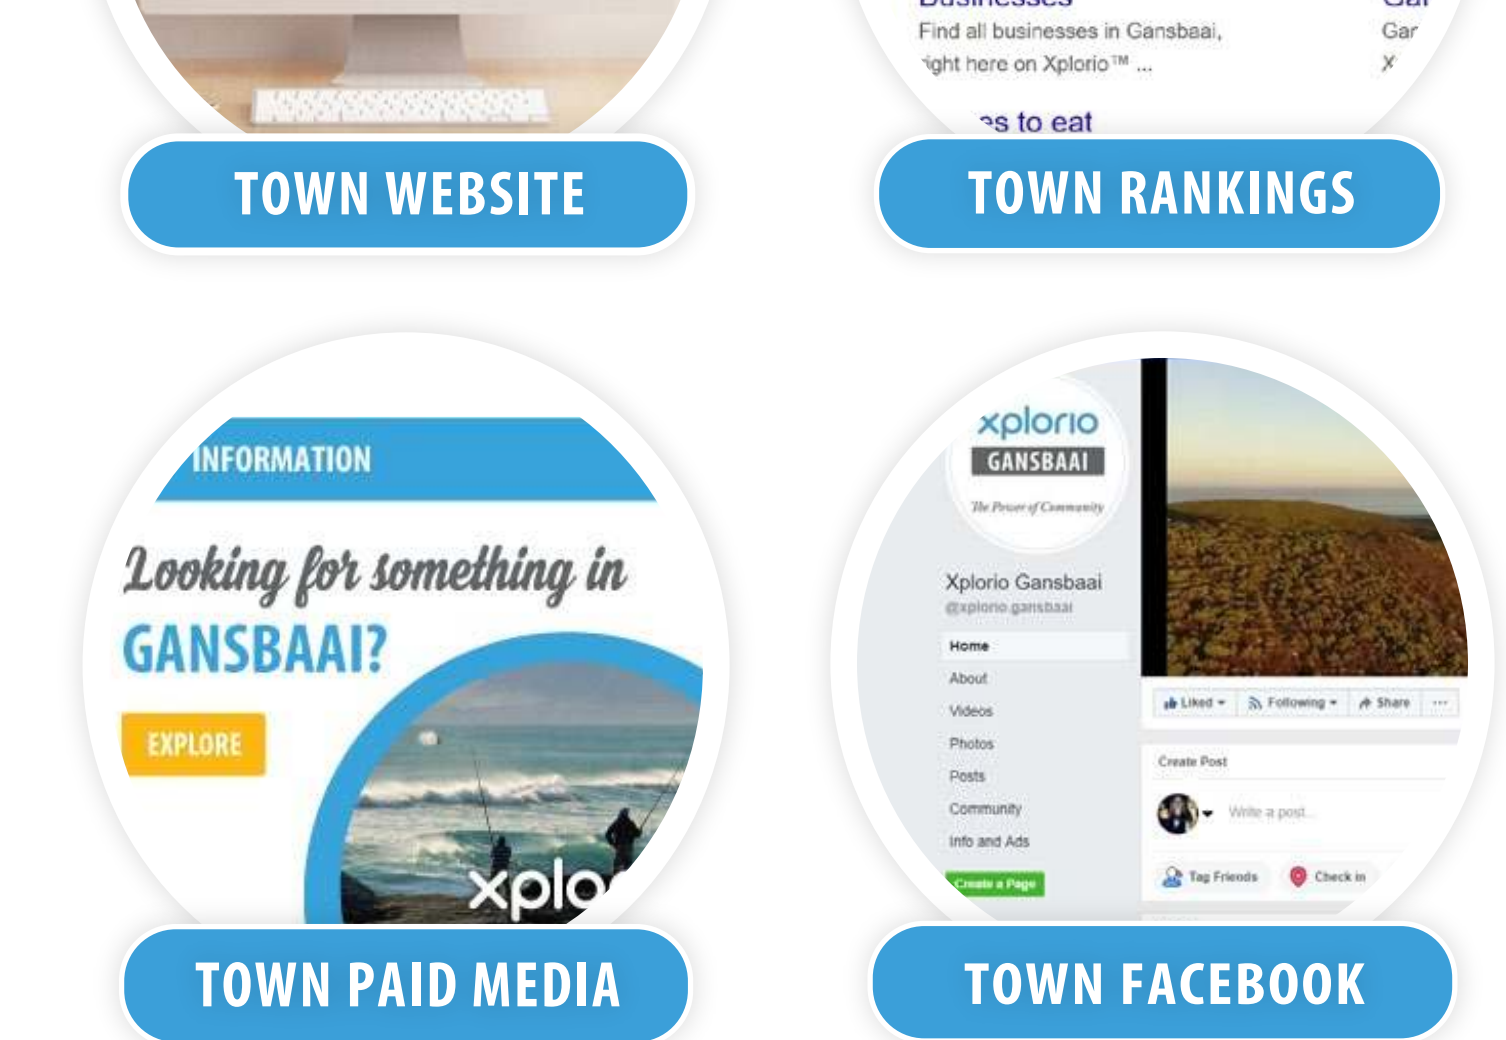 Businesses
Find all businesses in Gansbaai,
right here on Xplorio™ ...
to eat
TOWN WEBSITE
TOWN RANKINGS
INFORMATION
Looking for something in
GANSBAAI?
EXPLORE
xplo
TOWN PAID MEDIA
xplorio
GANSBAAI
The Power of Community
Xplorio Gansbaai
@xplorio.gansbaai
Home
About
Videos
Photos
Posts
Community
Info and Ads
Create a Page
Liked Following Share ...
Create Post
Write a post...
Tag Friends Check in
TOWN FACEBOOK